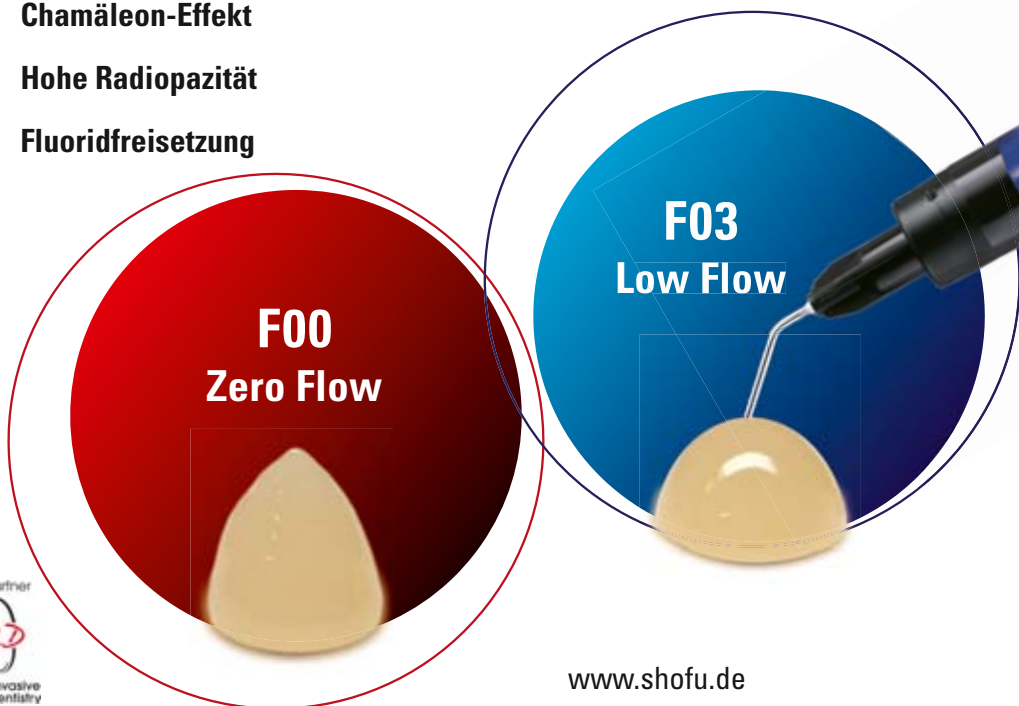 Chamäleon-Effekt
Hohe Radiopazität
Fluoridfreisetzung
F03
Low Flow
F00
Zero Flow
www.shofu.de